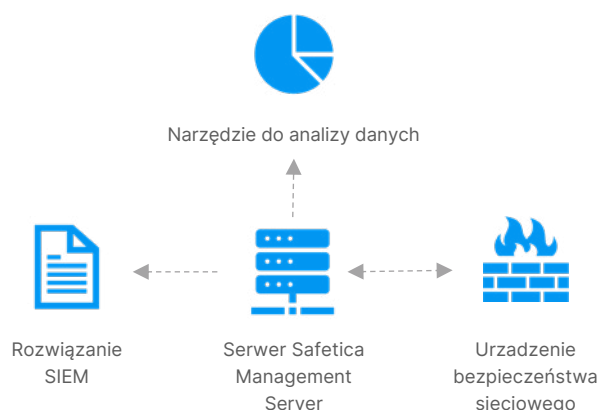 Narzędzie do analizy danych
Rozwiązanie
SIEM
Serwer Safetica
Management
Server
Urzadzenie
bezpieczeństwa
sieciowego